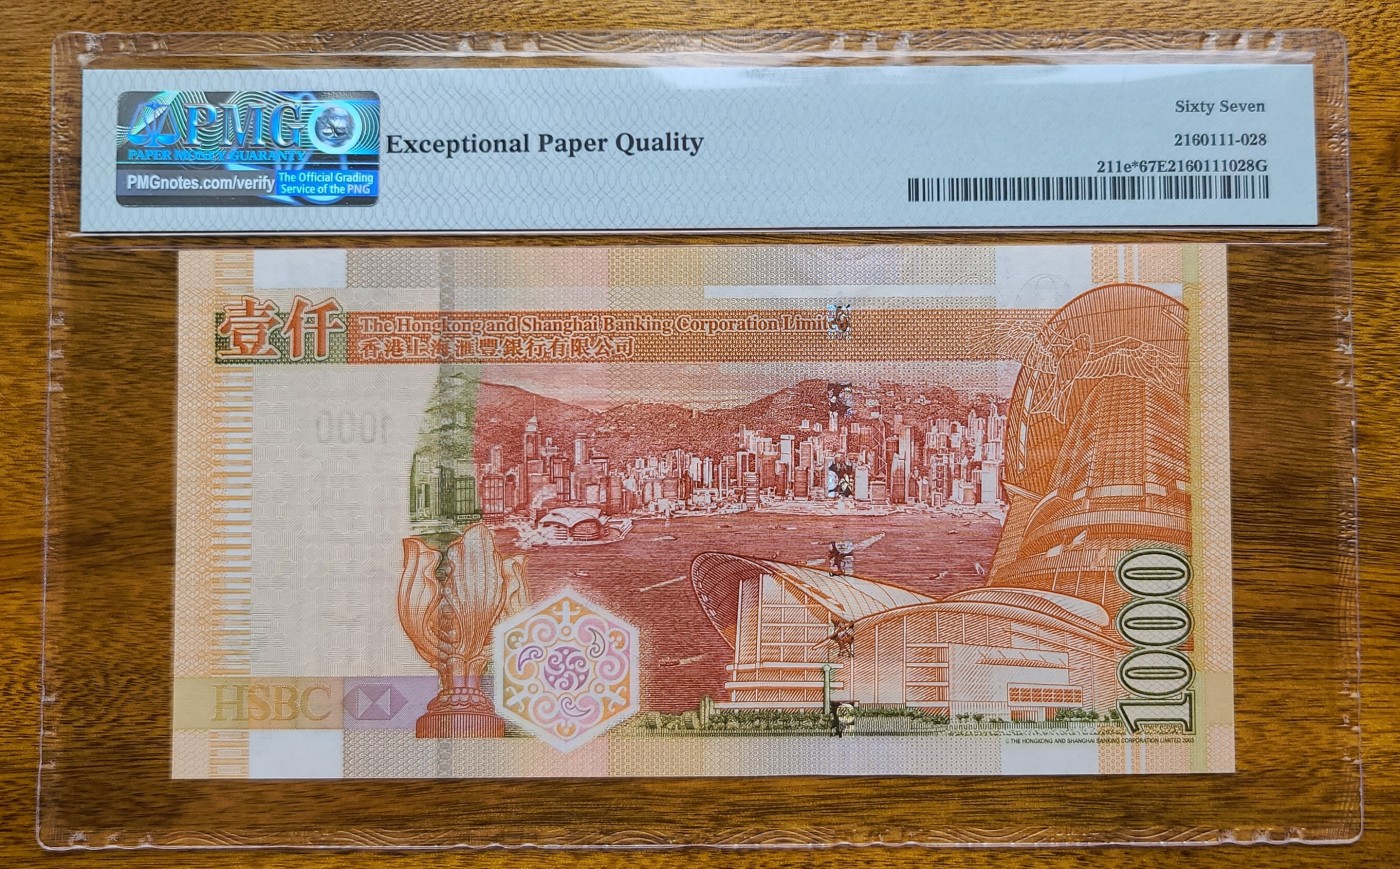 PMG
PAPER MONEY GUARANTY
PMGnotes.com/verify
The Official Grading
Service of the PNG
Exceptional Paper Quality
Sixty Seven
2160111-028
211e*67E2160111028G
壹仟
The Hongkong and Shanghai Banking Corporation Limited
香港上海滙豐銀行有限公司
1000
HSBC
1000
© THE HONGKONG AND SHANGHAI BANKING CORPORATION LIMITED 2003